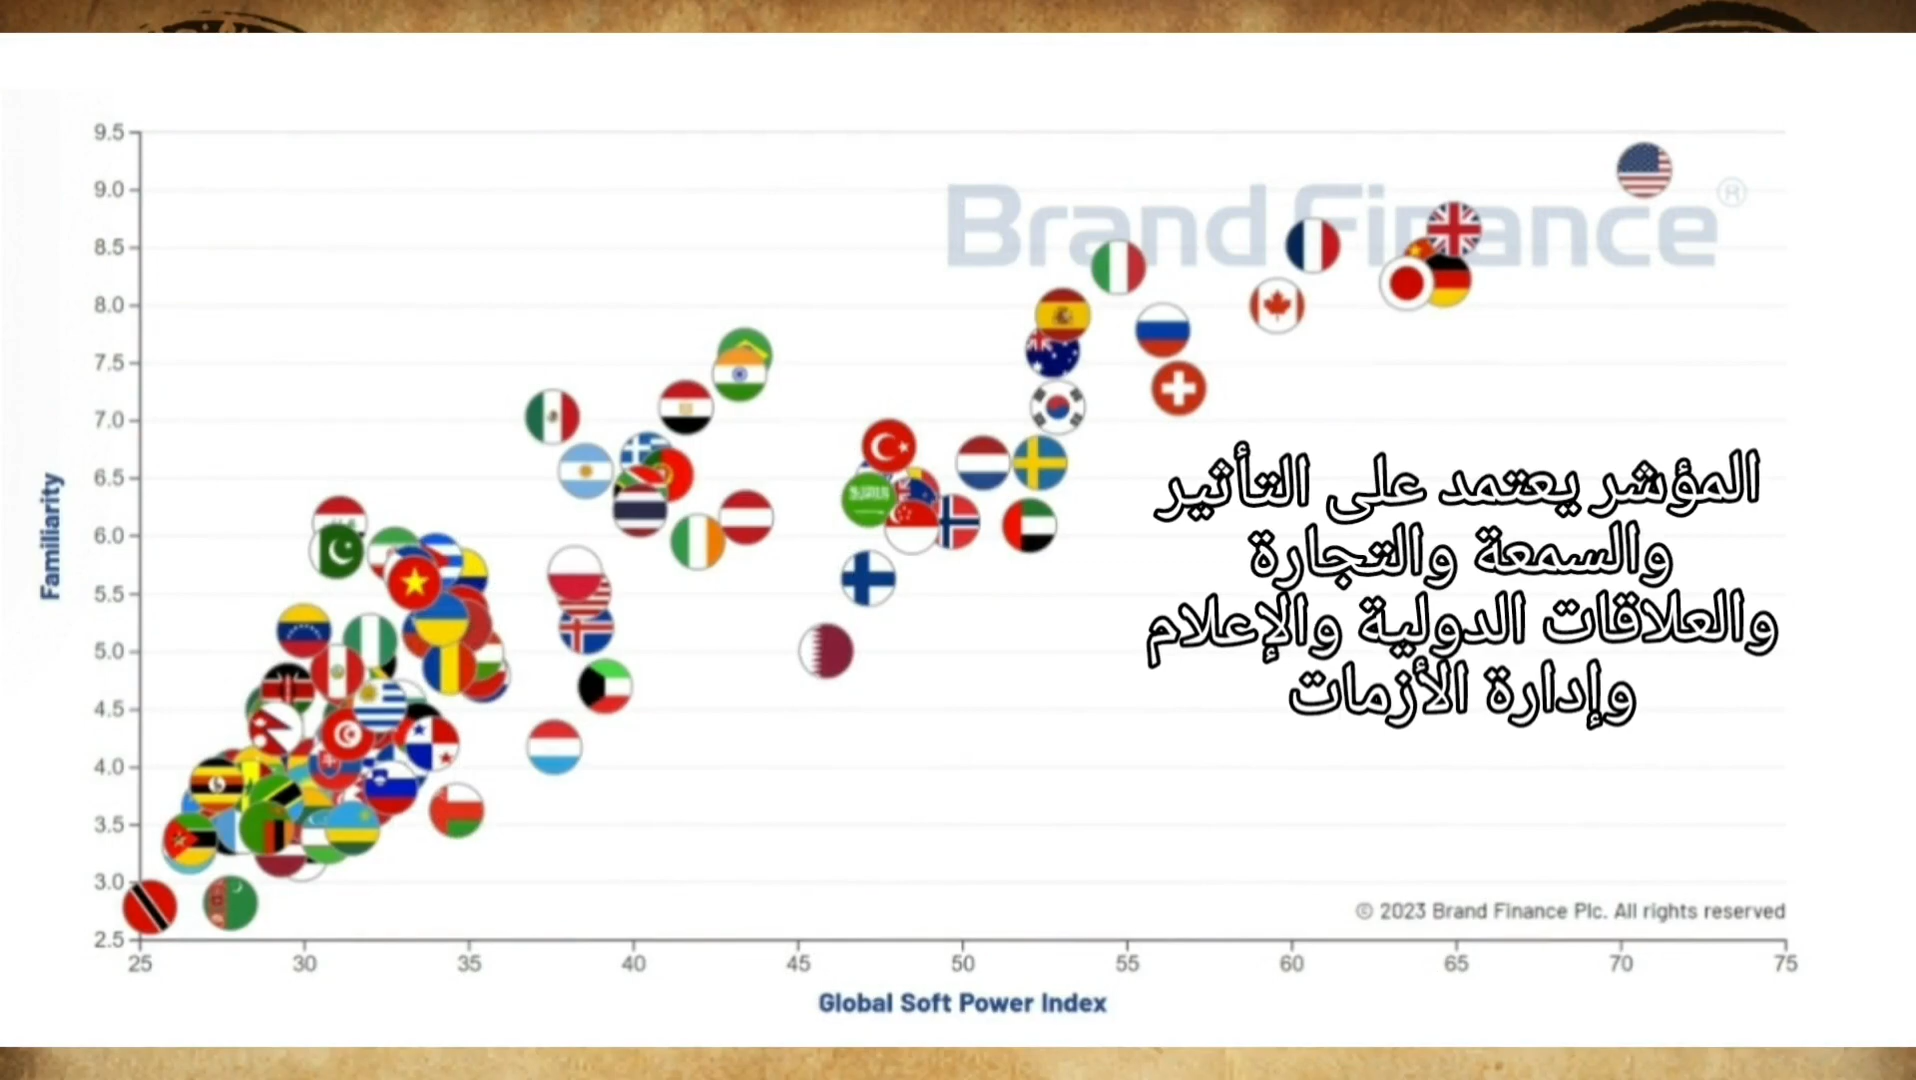 Brand Finance®
9.5
9.0
8.5
8.0
7.5
7.0
6.5
6.0
5.5
5.0
4.5
4.0
3.5
3.0
2.5
Familiarity
المؤشر يعتمد على التأثير
والسمعة والتجارة
والعلاقات الدولية والإعلام
وإدارة الأزمات
© 2023 Brand Finance Plc. All rights reserved
25 30 35 40 45 50 55 60 65 70 75
Global Soft Power Index